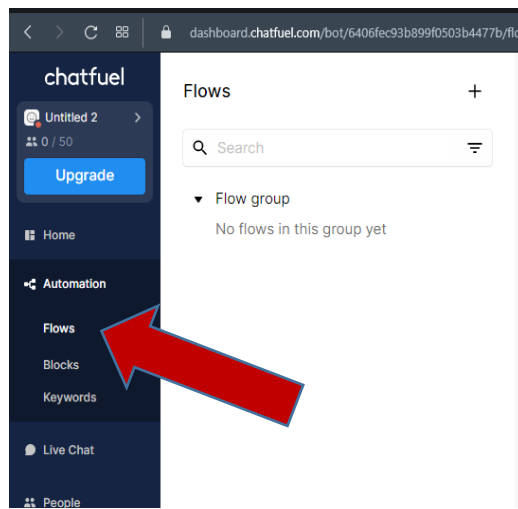 dashboard.chatfuel.com/bot/6406fec93b899f0503b4477b/flo
chatfuel
Untitled 2
0 / 50
Upgrade
Home
Automation
Flows
Blocks
Keywords
Live Chat
People
Flows
Search
Flow group
No flows in this group yet